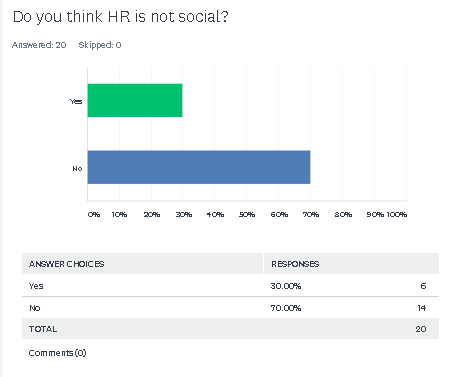 Do you think HR is not social?
Answered: 20 Skipped: 0
Yes
No
0% 10% 20% 30% 40% 50% 60% 70% 80% 90% 100%
ANSWER CHOICES RESPONSES
Yes 30.00% 6
No 70.00% 14
TOTAL 20
Comments (0)